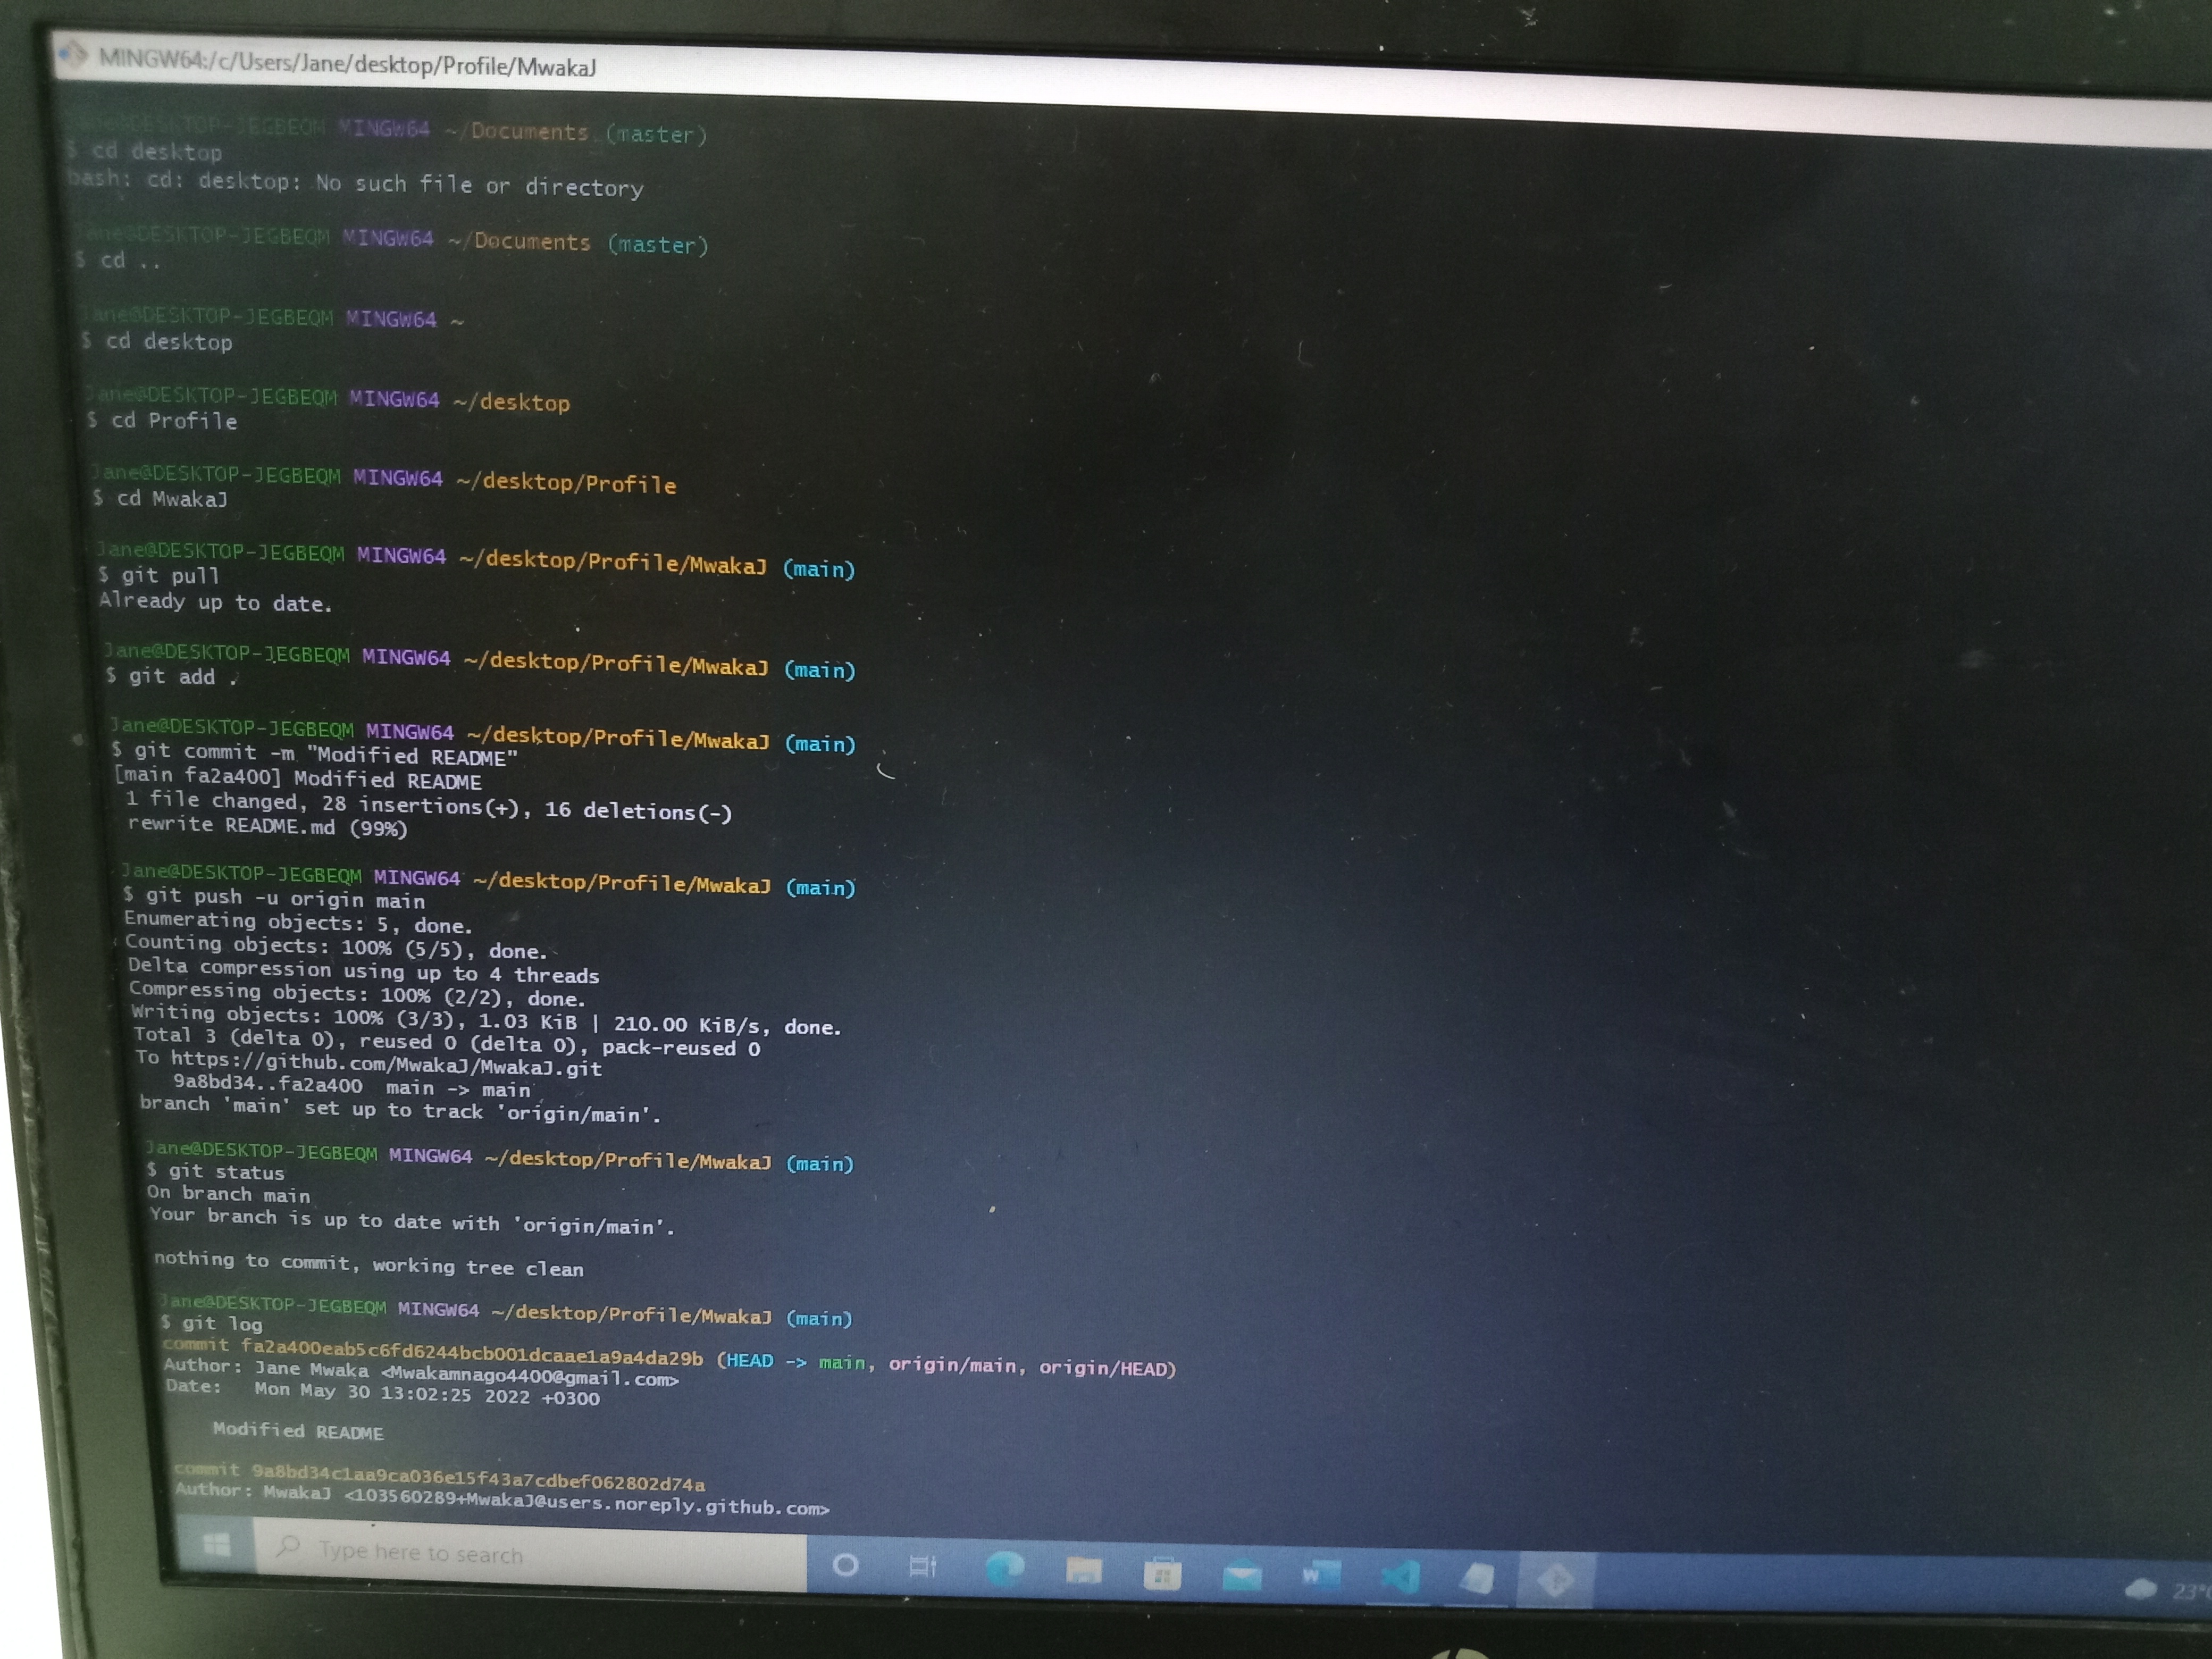 MINGW64:/c/Users/Jane/desktop/Profile/MwakaJ
Jane@DESKTOP-JEGBEQM MINGW64 ~/Documents (master)
$ cd desktop
bash: cd: desktop: No such file or directory
Jane@DESKTOP-JEGBEQM MINGW64 ~/Documents (master)
$ cd ..
Jane@DESKTOP-JEGBEQM MINGW64 ~
$ cd desktop
Jane@DESKTOP-JEGBEQM MINGW64 ~/desktop
$ cd Profile
Jane@DESKTOP-JEGBEQM MINGW64 ~/desktop/Profile
$ cd MwakaJ
Jane@DESKTOP-JEGBEQM MINGW64 ~/desktop/Profile/MwakaJ (main)
$ git pull
Already up to date.
Jane@DESKTOP-JEGBEQM MINGW64 ~/desktop/Profile/MwakaJ (main)
$ git add .
Jane@DESKTOP-JEGBEQM MINGW64 ~/desktop/Profile/MwakaJ (main)
$ git commit -m "Modified README"
[main fa2a400] Modified README
1 file changed, 28 insertions(+), 16 deletions(-)
rewrite README.md (99%)
Jane@DESKTOP-JEGBEQM MINGW64 ~/desktop/Profile/MwakaJ (main)
$ git push -u origin main
Enumerating objects: 5, done.
Counting objects: 100% (5/5), done.
Delta compression using up to 4 threads
Compressing objects: 100% (2/2), done.
Writing objects: 100% (3/3), 1.03 KiB | 210.00 KiB/s, done.
Total 3 (delta 0), reused 0 (delta 0), pack-reused 0
To https://github.com/MwakaJ/MwakaJ.git
9a8bd34..fa2a400 main -> main
branch 'main' set up to track 'origin/main'.
Jane@DESKTOP-JEGBEQM MINGW64 ~/desktop/Profile/MwakaJ (main)
$ git status
On branch main
Your branch is up to date with 'origin/main'.
nothing to commit, working tree clean
Jane@DESKTOP-JEGBEQM MINGW64 ~/desktop/Profile/MwakaJ (main)
$ git log
commit fa2a400eab5c6fd6244bcb001dcaae1a9a4da29b (HEAD -> main, origin/main, origin/HEAD)
Author: Jane Mwaka <Mwakamnago4400@gmail.com>
Date: Mon May 30 13:02:25 2022 +0300
Modified README
commit 9a8bd34c1aa9ca036e15f43a7cdbef062802d74a
Author: MwakaJ <103560289+MwakaJ@users.noreply.github.com>
Type here to search
23°